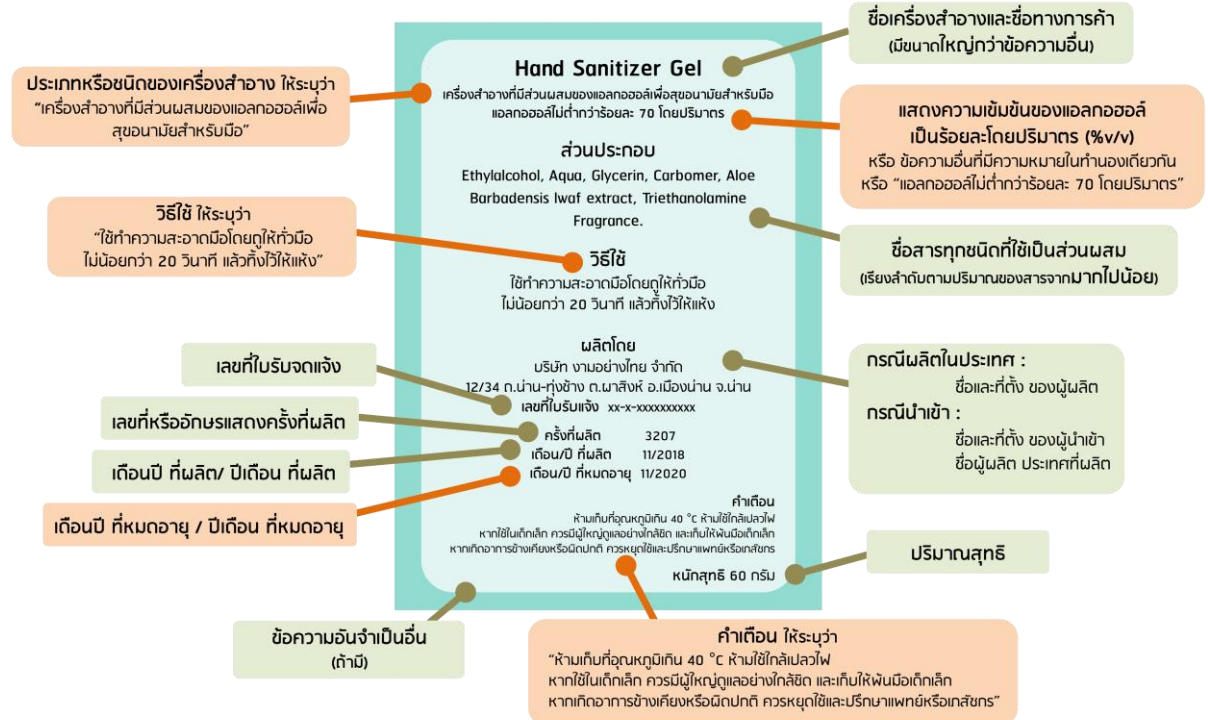 ชื่อเครื่องสำอางและชื่อทางการค้า
(มีขนาดใหญ่กว่าข้อความอื่น)
ประเภทหรือชนิดของเครื่องสำอาง ให้ระบุว่า
“เครื่องสำอางที่มีส่วนผสมของแอลกอฮอล์เพื่อ
สุขอนามัยสำหรับมือ”
Hand Sanitizer Gel
เครื่องสำอางที่มีส่วนผสมของแอลกอฮอล์เพื่อสุขอนามัยสำหรับมือ
แอลกอฮอล์ไม่ต่ำกว่าร้อยละ 70 โดยปริมาตร
แสดงความเข้มข้นของแอลกอฮอล์
เป็นร้อยละโดยปริมาตร (%v/v)
หรือ ข้อความอื่นที่มีความหมายในทำนองเดียวกัน
หรือ “แอลกอฮอล์ไม่ต่ำกว่าร้อยละ 70 โดยปริมาตร”
ส่วนประกอบ
Ethylalcohol, Aqua, Glycerin, Carbomer, Aloe
Barbadensis lwaf extract, Triethanolamine
Fragrance.
วิธีใช้ ให้ระบุว่า
“ใช้ทำความสะอาดมือโดยถูให้ทั่วมือ
ไม่น้อยกว่า 20 วินาที แล้วทิ้งไว้ให้แห้ง”
ชื่อสารทุกชนิดที่ใช้เป็นส่วนผสม
(เรียงลำดับตามปริมาณของสารจากมากไปน้อย)
วิธีใช้
ใช้ทำความสะอาดมือโดยถูให้ทั่วมือ
ไม่น้อยกว่า 20 วินาที แล้วทิ้งไว้ให้แห้ง
ผลิตโดย
บริษัท งามอย่างไทย จำกัด
12/34 ถ.น่าน-ทุ่งช้าง ต.ผาสิงห์ อ.เมืองน่าน จ.น่าน
เลขที่ใบรับแจ้ง xx-x-xxxxxxxxxx
ครั้งที่ผลิต 3207
เดือน/ปี ที่ผลิต 11/2018
เดือน/ปี ที่หมดอายุ 11/2020
เลขที่ใบรับจดแจ้ง
เลขที่หรืออักษรแสดงครั้งที่ผลิต
เดือนปี ที่ผลิต/ ปีเดือน ที่ผลิต
เดือนปี ที่หมดอายุ / ปีเดือน ที่หมดอายุ
กรณีผลิตในประเทศ :
ชื่อและที่ตั้ง ของผู้ผลิต
กรณีนำเข้า :
ชื่อและที่ตั้ง ของผู้นำเข้า
ชื่อผู้ผลิต ประเทศที่ผลิต
คำเตือน
ห้ามเก็บที่อุณหภูมิเกิน 40 °C ห้ามใช้ใกล้เปลวไฟ
หากใช้ในเด็กเล็ก ควรมีผู้ใหญ่ดูแลอย่างใกล้ชิด และเก็บให้พ้นมือเด็กเล็ก
หากเกิดอาการข้างเคียงหรือผิดปกติ ควรหยุดใช้และปรึกษาแพทย์หรือเภสัชกร
หนักสุทธิ 60 กรัม
ปริมาณสุทธิ
ข้อความอันจำเป็นอื่น
(ถ้ามี)
คำเตือน ให้ระบุว่า
“ห้ามเก็บที่อุณหภูมิเกิน 40 °C ห้ามใช้ใกล้เปลวไฟ
หากใช้ในเด็กเล็ก ควรมีผู้ใหญ่ดูแลอย่างใกล้ชิด และเก็บให้พ้นมือเด็กเล็ก
หากเกิดอาการข้างเคียงหรือผิดปกติ ควรหยุดใช้และปรึกษาแพทย์หรือเภสัชกร”